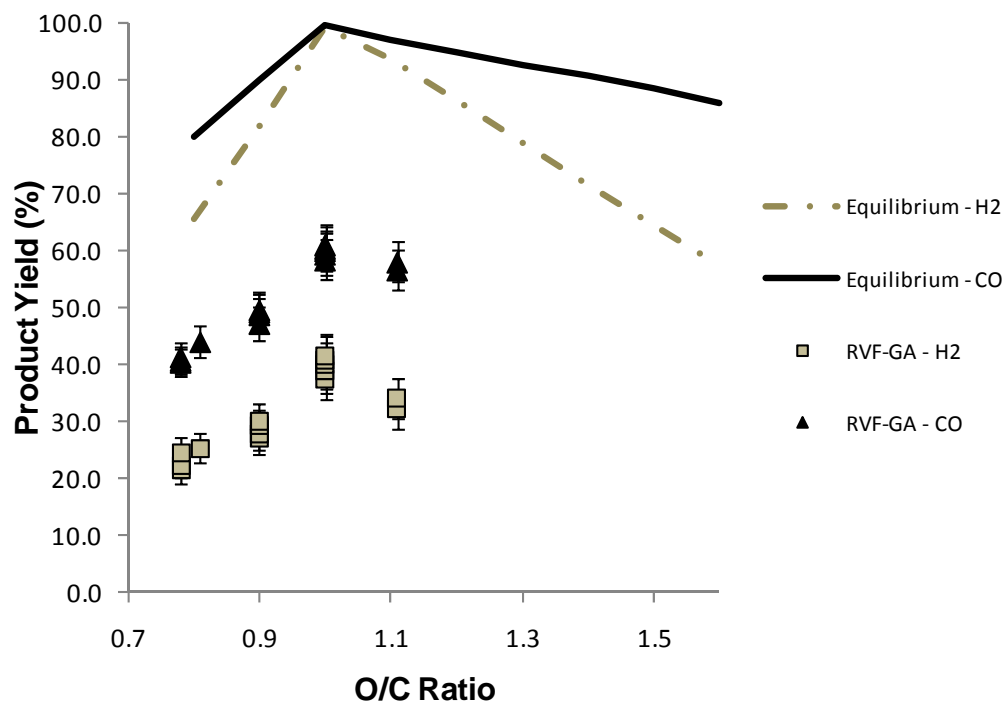 100.0
90.0
80.0
70.0
60.0
50.0
40.0
30.0
20.0
10.0
0.0
Product Yield (%)
0.7
0.9
1.1
1.3
1.5
O/C Ratio
Equilibrium - H2
Equilibrium - CO
RVF-GA - H2
RVF-GA - CO